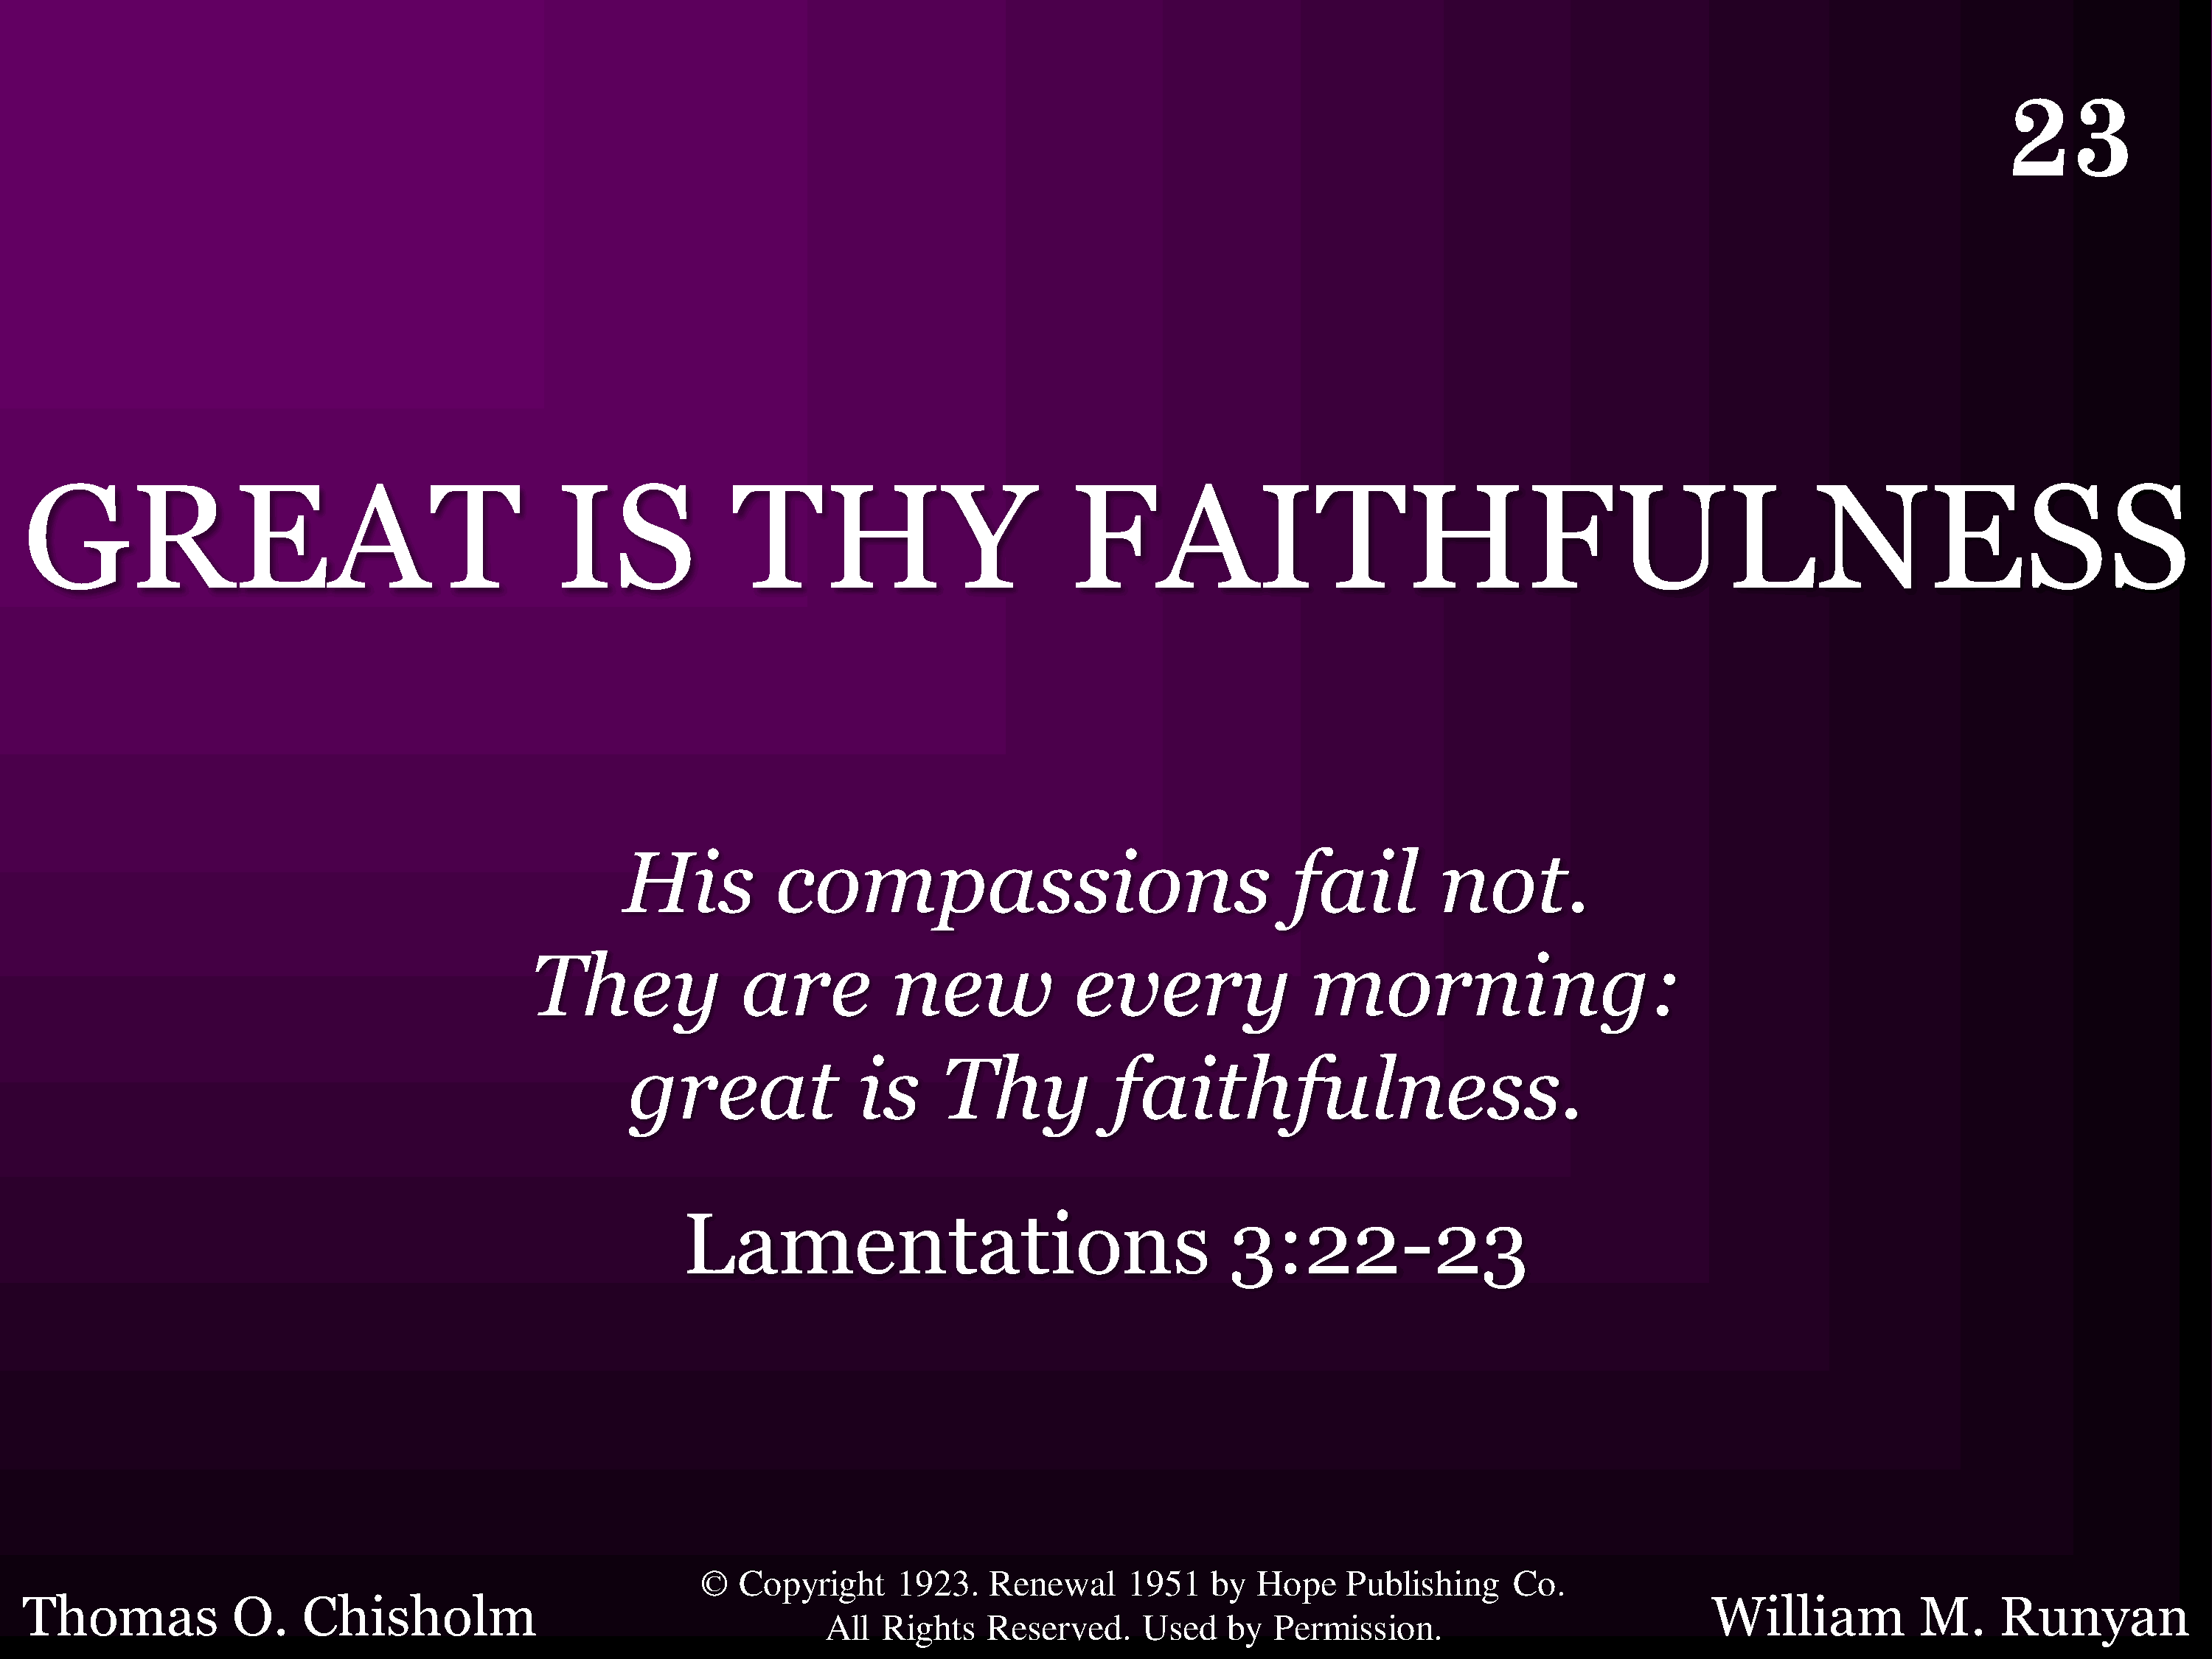 23
GREAT IS THY FAITHFULNESS
His compassions fail not.
They are new every morning:
great is Thy faithfulness.
Lamentations 3:22-23
© Copyright 1923. Renewal 1951 by Hope Publishing Co.
All Rights Reserved. Used by Permission.
Thomas O. Chisholm
William M. Runyan